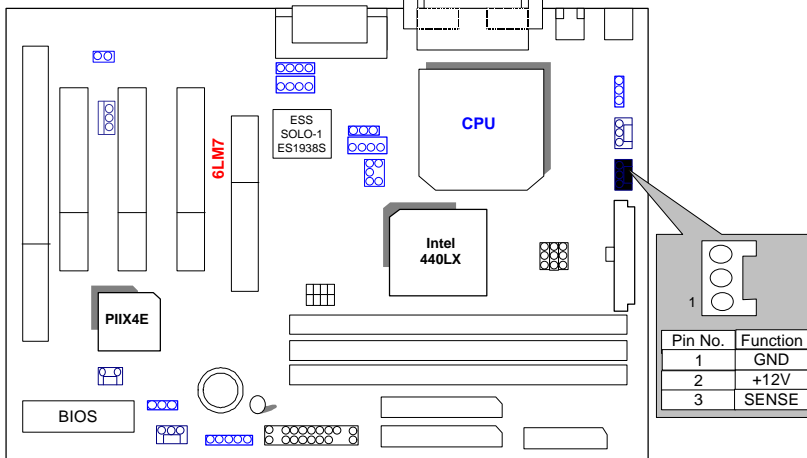 ESS
SOLO-1
ES1938S
CPU
6LM7
Intel
440LX
PIIX4E
1
Pin No. Function
1 GND
2 +12V
3 SENSE
BIOS